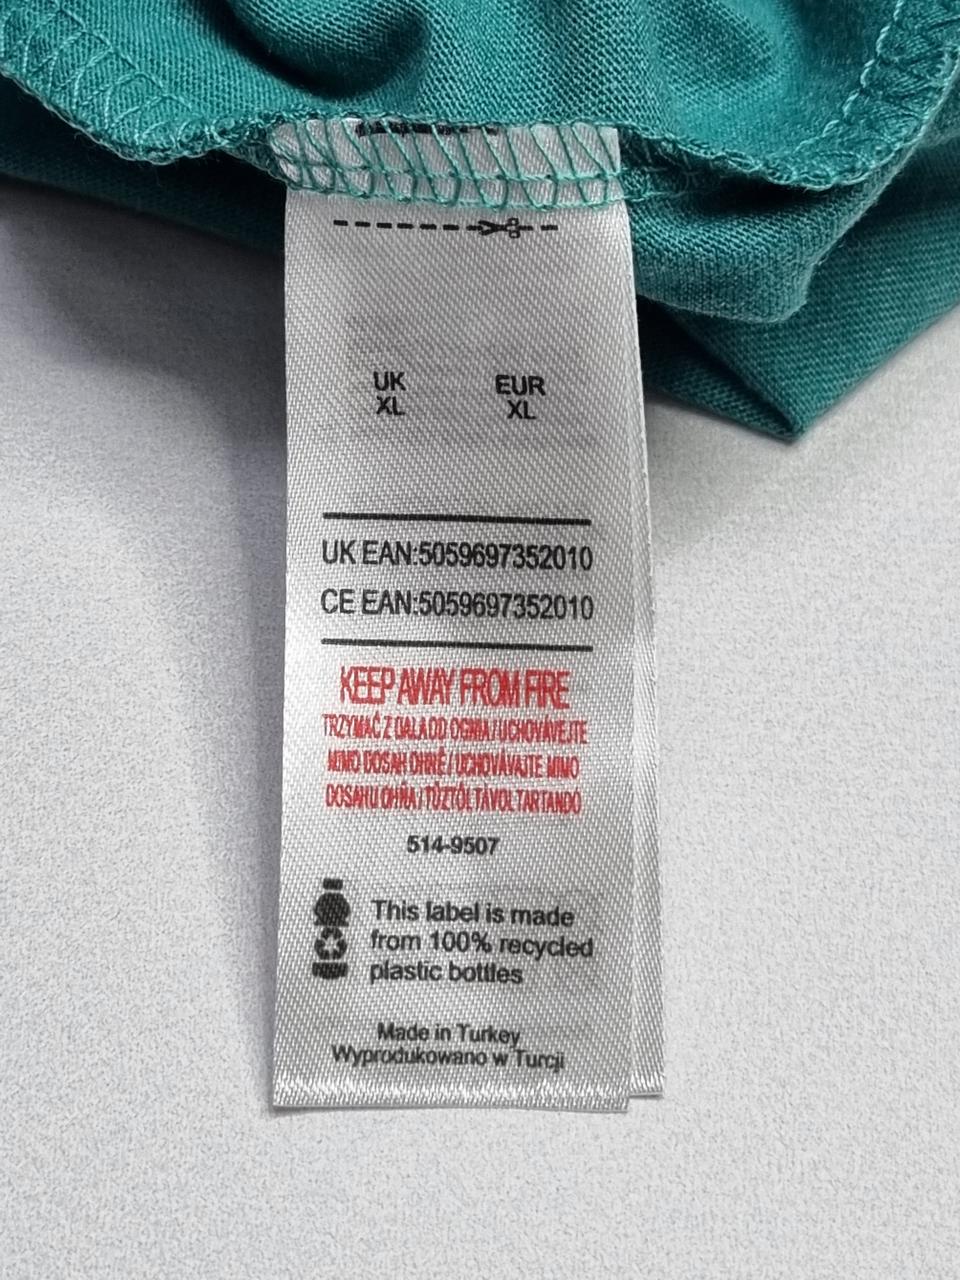 UK EUR
XL XL
UK EAN:5059697352010
CE EAN:5059697352010
KEEP AWAY FROM FIRE
TRZYMAĆ Z DALA OD OGNIA / UCHOVÁVEJTE
MIMO DOSAH OHNĚ / UCHOVÁVAJTE MIMO
DOSAHU OHŇA / TŰZTŐL TÁVOL TARTANDÓ
514-9507
This label is made
from 100% recycled
plastic bottles
Made in Turkey
Wyprodukowano w Turcji